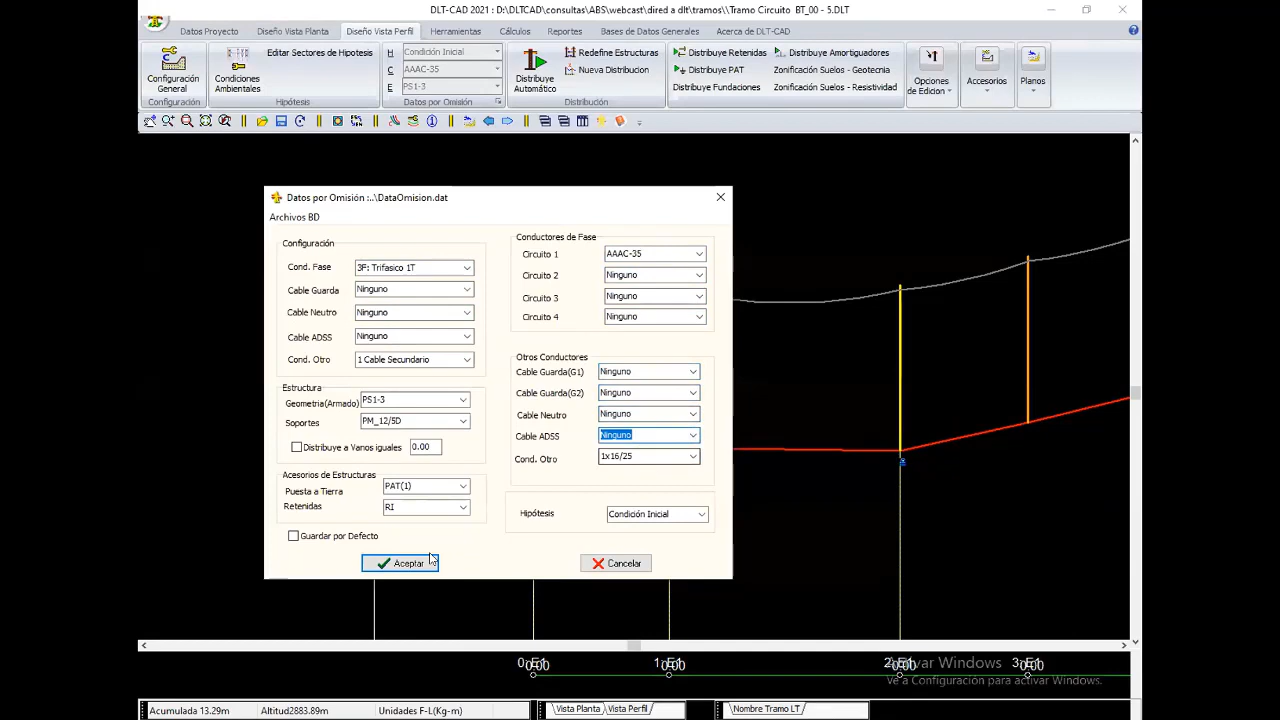 DLT-CAD 2021 : D:\DLTCAD\consultas\ABS\webcast\dired a dlt\tramos\\Tramo Circuito BT_00 - 5.DLT
Datos Proyecto
Diseño Vista Planta
Diseño Vista Perfil
Herramientas
Cálculos
Reportes
Bases de Datos Generales
Acerca de DLT-CAD
Configuración General
Configuración
Condiciones Ambientales
Editar Sectores de Hipotesis
Hipótesis
H Condición Inicial
C AAAC-35
E PS1-3
Datos por Omisión
Distribuye Automático
Redefine Estructuras
Nueva Distribucion
Distribución
Distribuye Retenidas
Distribuye PAT
Distribuye Fundaciones
Distribuye Amortiguadores
Zonificación Suelos - Geotecnia
Zonificación Suelos - Resistividad
Opciones de Edicion
Accesorios
Planos
Datos por Omisión :..\DataOmision.dat
Archivos BD
Configuración
Cond. Fase 3F: Trifasico 1T
Cable Guarda Ninguno
Cable Neutro Ninguno
Cable ADSS Ninguno
Cond. Otro 1 Cable Secundario
Estructura
Geometria(Armado) PS1-3
Soportes PM_12/5D
Distribuye a Vanos iguales 0.00
Acesorios de Estructuras
Puesta a Tierra PAT(1)
Retenidas RI
Guardar por Defecto
Aceptar
Conductores de Fase
Circuito 1 AAAC-35
Circuito 2 Ninguno
Circuito 3 Ninguno
Circuito 4 Ninguno
Otros Conductores
Cable Guarda(G1) Ninguno
Cable Guarda(G2) Ninguno
Cable Neutro Ninguno
Cable ADSS Ninguno
Cond. Otro 1x16/25
Hipótesis Condición Inicial
Cancelar
Activar Windows
Ve a Configuración para activar Windows.
Acumulada 13.29m
Altitud2883.89m
Unidades F-L(Kg-m)
Vista Planta
Vista Perfil
Nombre Tramo LT